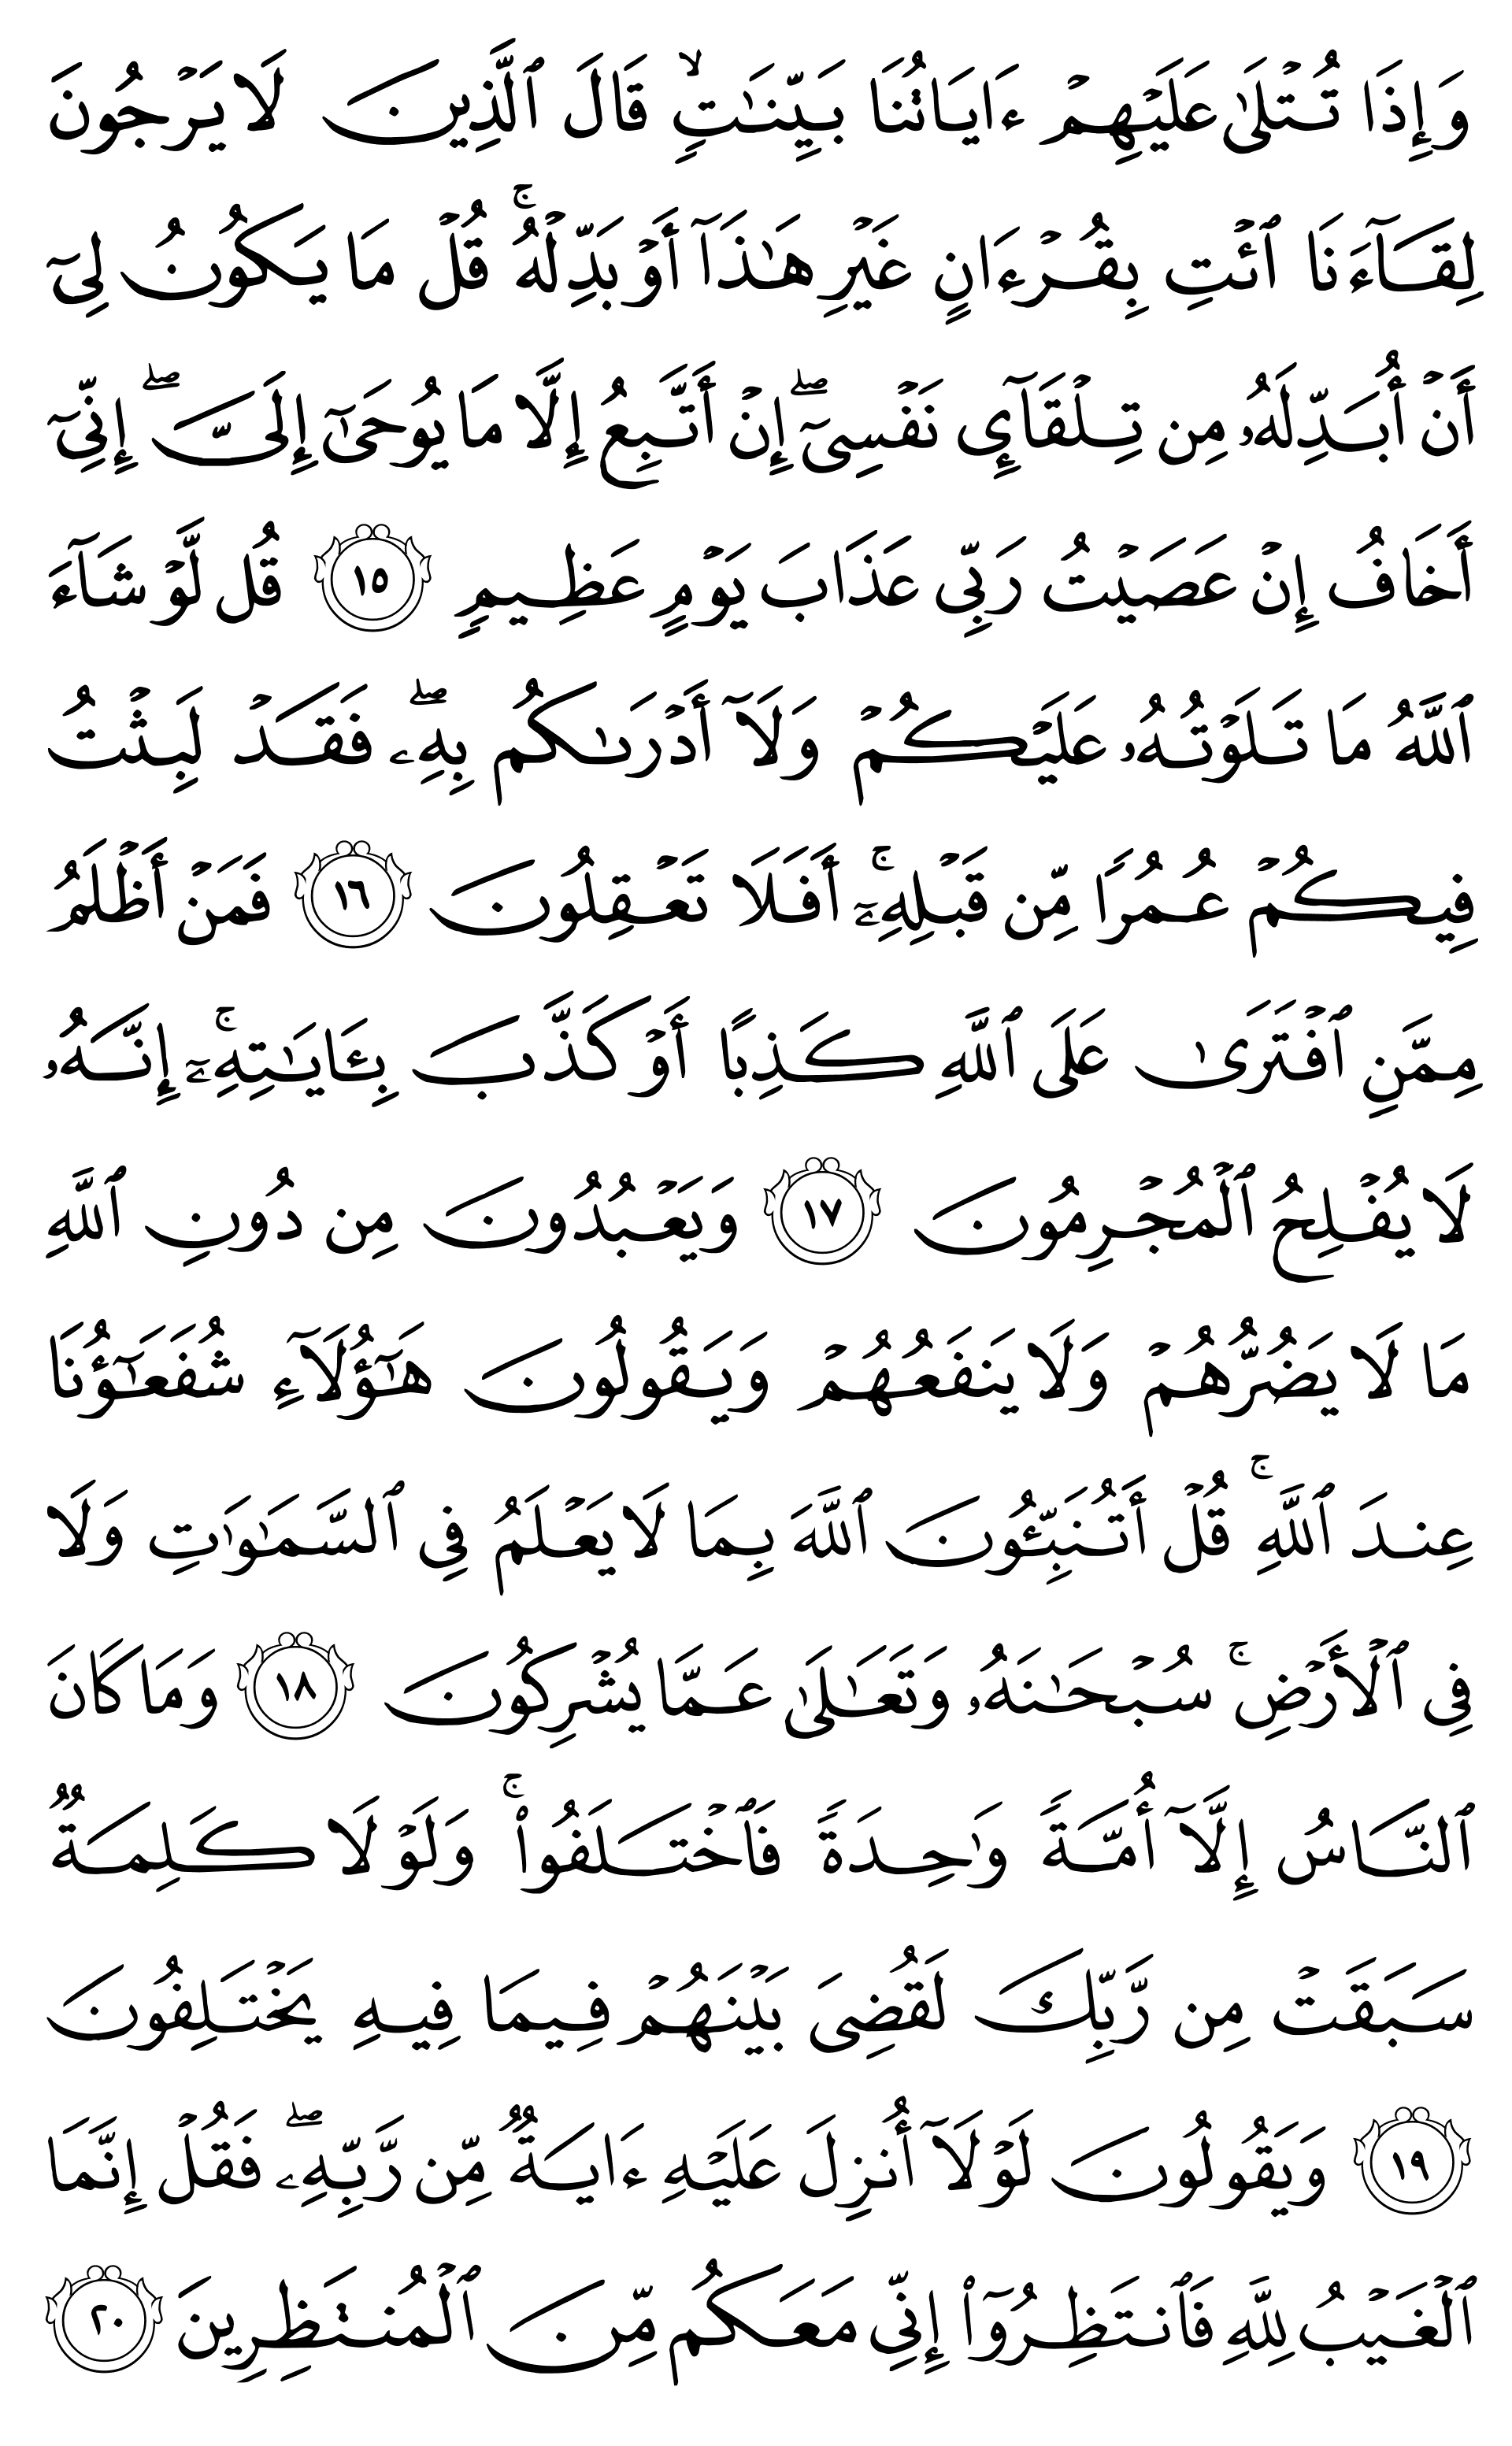 وَإِذَا تُتْلَىٰ عَلَيْهِمْ ءَايَاتُنَا بَيِّنَٰتٍۙ قَالَ ٱلَّذِينَ لَا يَرْجُونَ
لِقَآءَنَا ٱئْتِ بِقُرْءَانٍ غَيْرِ هَٰذَآ أَوْ بَدِّلْهُۚ قُلْ مَا يَكُونُ لِىٓ
أَنْ أُبَدِّلَهُۥ مِن تِلْقَآئِ نَفْسِىٓۖ إِنْ أَتَّبِعُ إِلَّا مَا يُوحَىٰٓ إِلَىَّۖ إِنِّىٓ
أَخَافُ إِنْ عَصَيْتُ رَبِّى عَذَابَ يَوْمٍ عَظِيمٍ ١٥ قُل لَّوْ شَآءَ
ٱللَّهُ مَا تَلَوْتُهُۥ عَلَيْكُمْ وَلَآ أَدْرَىٰكُم بِهِۦۖ فَقَدْ لَبِثْتُ
فِيكُمْ عُمُرًا مِّن قَبْلِهِۦٓۚ أَفَلَا تَعْقِلُونَ ١٦ فَمَنْ أَظْلَمُ
مِمَّنِ ٱفْتَرَىٰ عَلَى ٱللَّهِ كَذِبًا أَوْ كَذَّبَ بِـَٔايَٰتِهِۦٓۚ إِنَّهُۥ
لَا يُفْلِحُ ٱلْمُجْرِمُونَ ١٧ وَيَعْبُدُونَ مِن دُونِ ٱللَّهِ
مَا لَا يَضُرُّهُمْ وَلَا يَنفَعُهُمْ وَيَقُولُونَ هَٰٓؤُلَآءِ شُفَعَٰٓؤُنَا
عِندَ ٱللَّهِۚ قُلْ أَتُنَبِّـُٔونَ ٱللَّهَ بِمَا لَا يَعْلَمُ فِى ٱلسَّمَٰوَٰتِ وَلَا
فِى ٱلْأَرْضِۚ سُبْحَٰنَهُۥ وَتَعَٰلَىٰ عَمَّا يُشْرِكُونَ ١٨ وَمَا كَانَ
ٱلنَّاسُ إِلَّآ أُمَّةً وَٰحِدَةً فَٱخْتَلَفُوا۟ۚ وَلَوْلَا كَلِمَةٌ
سَبَقَتْ مِن رَّبِّكَ لَقُضِىَ بَيْنَهُمْ فِيمَا فِيهِ يَخْتَلِفُونَ
١٩ وَيَقُولُونَ لَوْلَآ أُنزِلَ عَلَيْهِ ءَايَةٌ مِّن رَّبِّهِۦۖ فَقُلْ إِنَّمَا
ٱلْغَيْبُ لِلَّهِ فَٱنتَظِرُوٓا۟ إِنِّى مَعَكُم مِّنَ ٱلْمُنتَظِرِينَ ٢٠